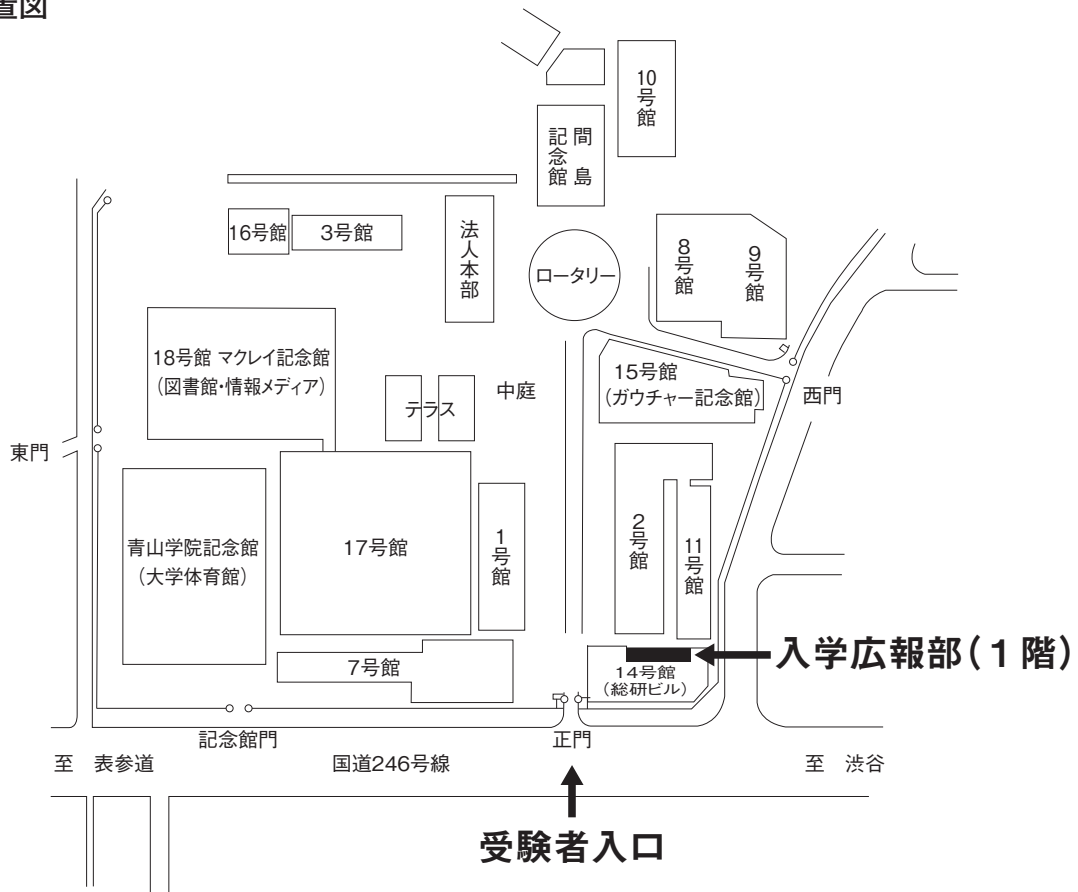 置図
10号館
間島
記念館
16号館
3号館
法人本部
ロータリー
8号館
9号館
18号館 マクレイ記念館
(図書館・情報メディア)
テラス
中庭
15号館
(ガウチャー記念館)
西門
東門
青山学院記念館
(大学体育館)
17号館
1号館
2号館
11号館
7号館
14号館
(総研ビル)
入学広報部(1階)
記念館門
正門
至 表参道
国道246号線
至 渋谷
受験者入口